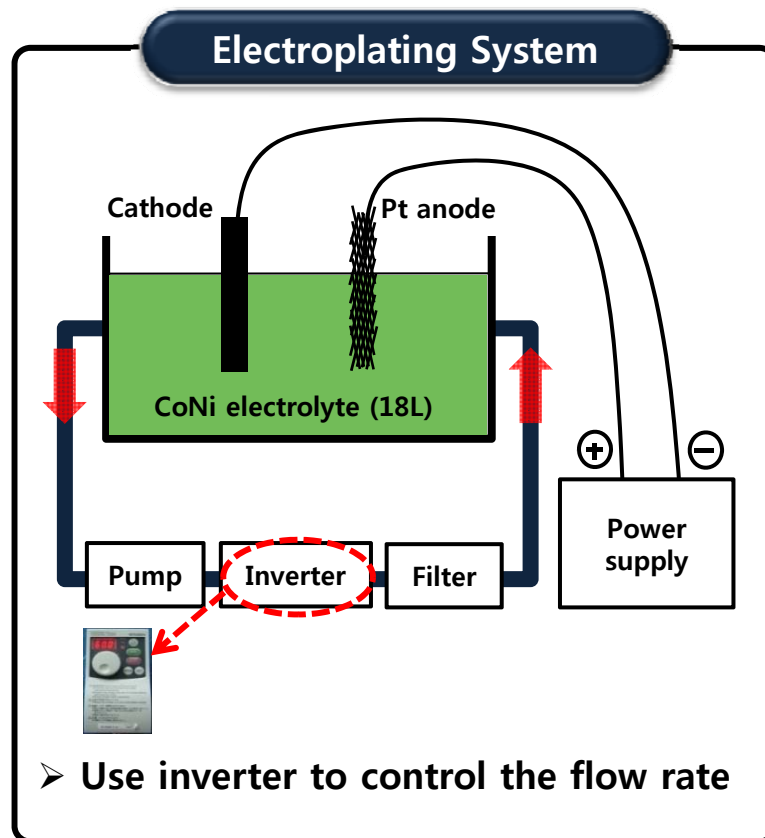 Electroplating System
Cathode
Pt anode
CoNi electrolyte (18L)
+
−
Power
supply
Pump
Inverter
Filter
➢ Use inverter to control the flow rate